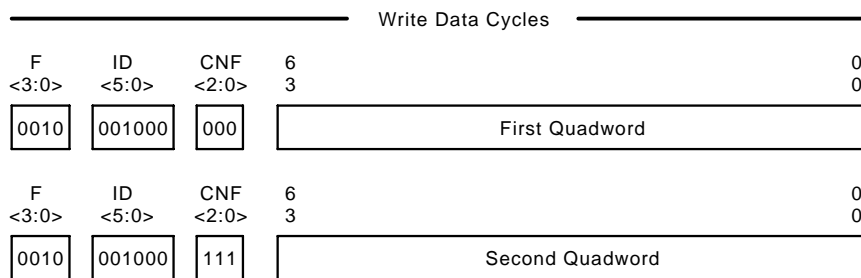 Write Data Cycles
F ID CNF 6 0
<3:0> <5:0> <2:0> 3 0
0010 001000 000 First Quadword
F ID CNF 6 0
<3:0> <5:0> <2:0> 3 0
0010 001000 111 Second Quadword